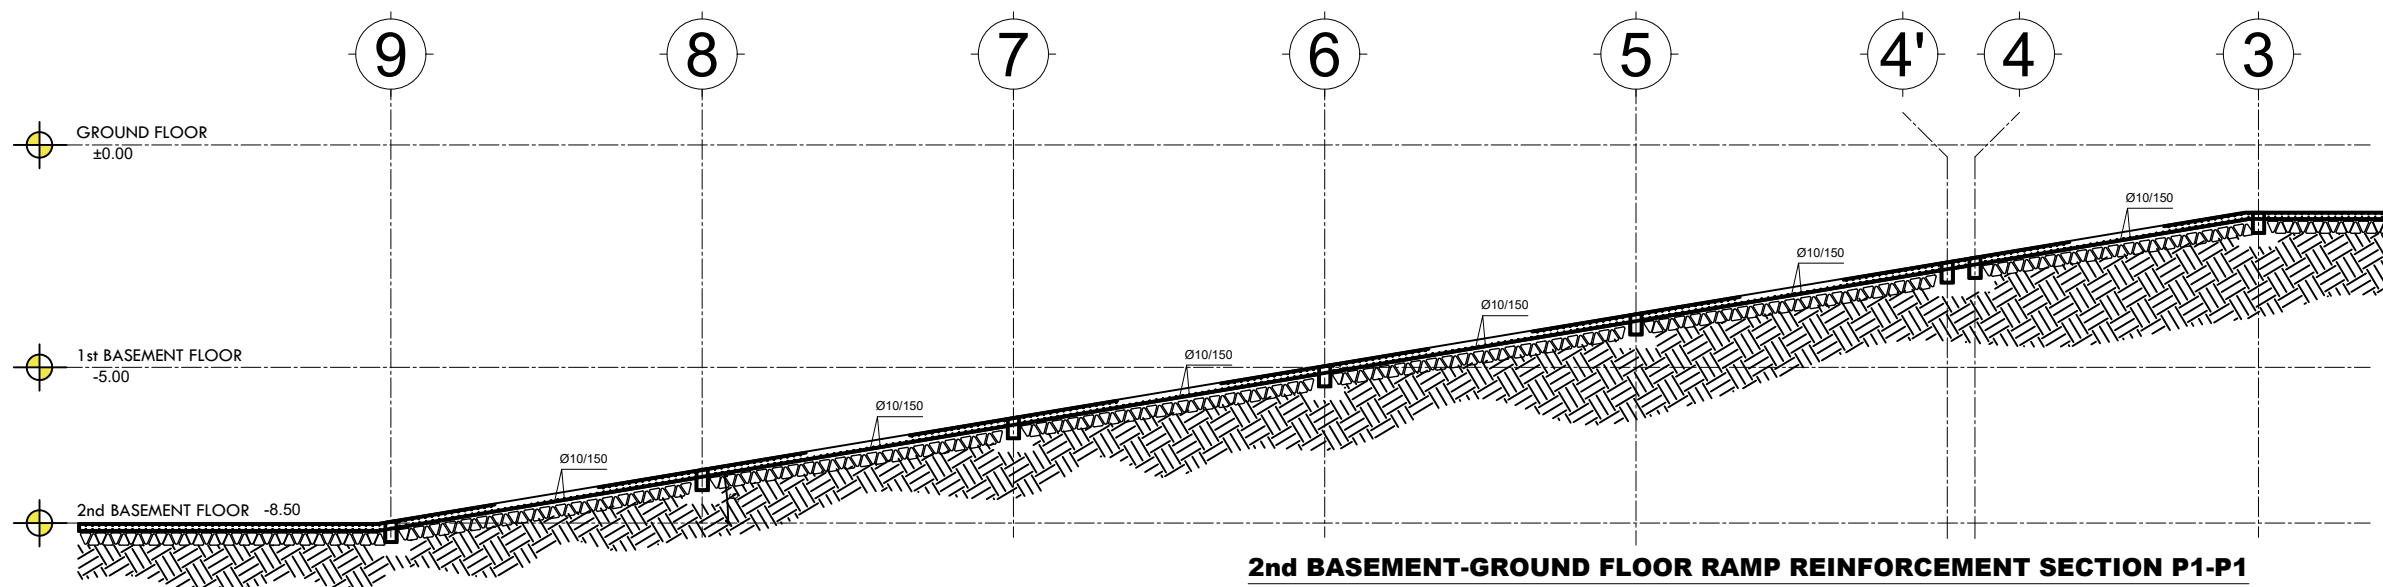 9 8 7 6 5 4' 4 3
GROUND FLOOR
±0.00
Ø10/150
Ø10/150
Ø10/150
1st BASEMENT FLOOR
-5.00
Ø10/150
Ø10/150
Ø10/150
2nd BASEMENT FLOOR -8.50
2nd BASEMENT-GROUND FLOOR RAMP REINFORCEMENT SECTION P1-P1